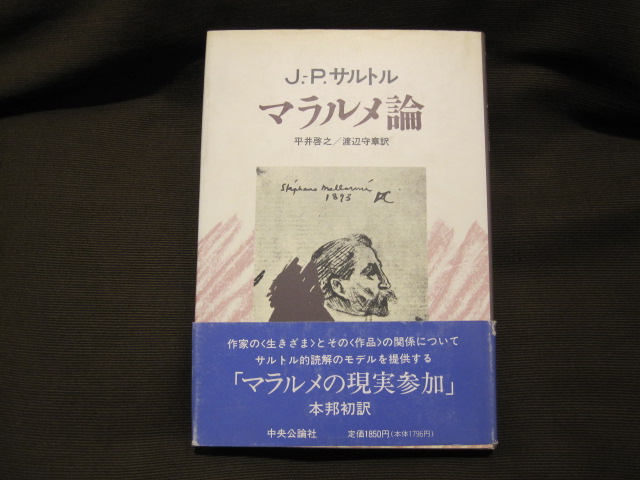 J.-P.サルトル
マラルメ論
平井啓之／渡辺守章訳
Stéphane Mallarmé
1893
作家の〈生きざま〉とその〈作品〉の関係について
サルトル的読解のモデルを提供する
「マラルメの現実参加」
本邦初訳
中央公論社 定価1850円(本体1796円)